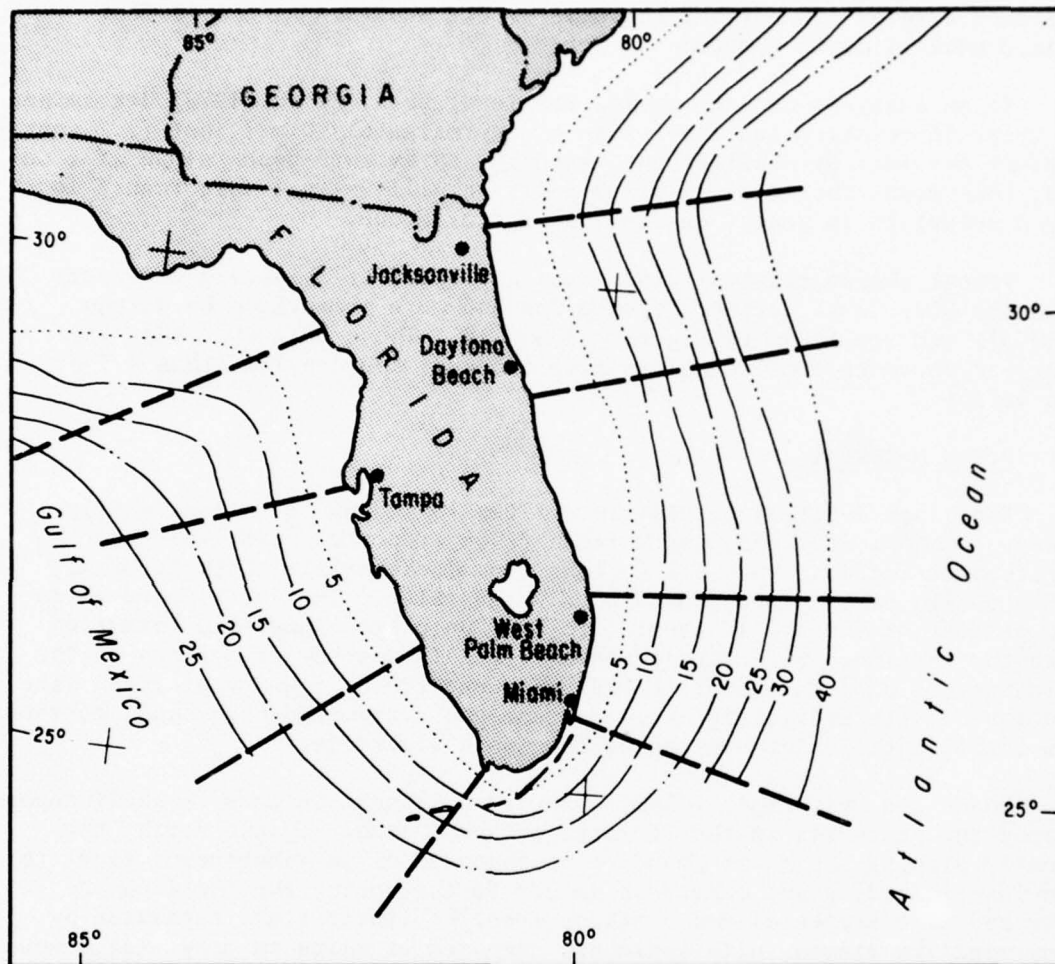 85°
80°
GEORGIA
30°
FLORIDA
Jacksonville
30°
Daytona
Beach
Tampa
Gulf of Mexico
5
10
15
20
25
West
Palm Beach
Miami
5
10
15
20
25
30
40
Atlantic Ocean
25°
25°
85°
80°